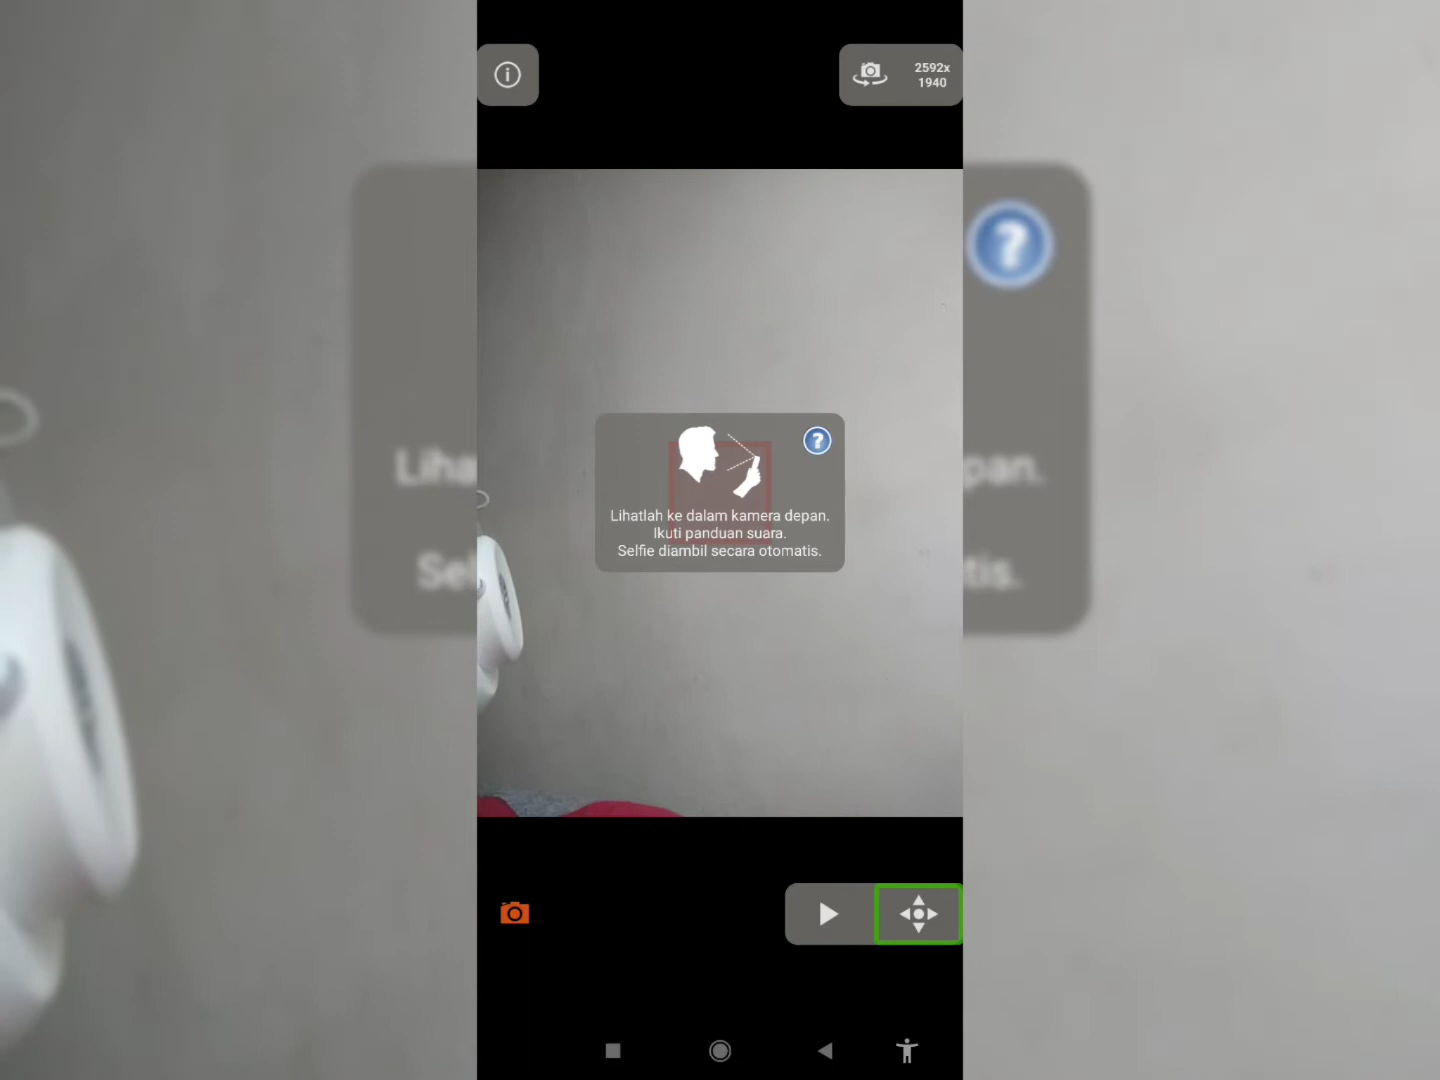 2592x
1940
Lihatlah ke dalam kamera depan.
Ikuti panduan suara.
Selfie diambil secara otomatis.